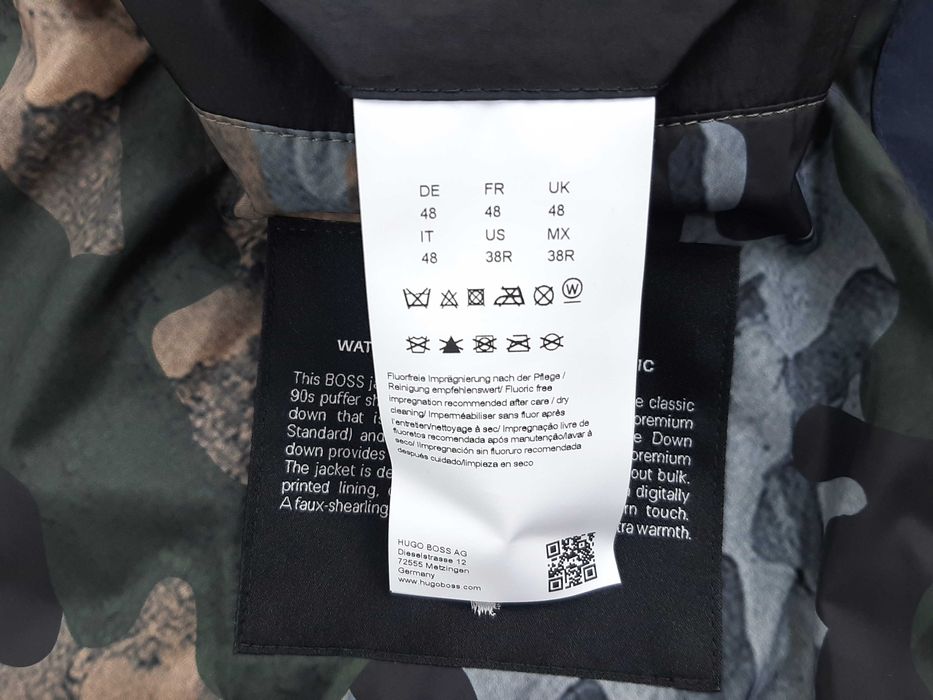 DE FR UK
48 48 48
IT US MX
48 38R 38R
W
Fluorfreie Imprägnierung nach der Pflege /
Reinigung empfehlenswert/ Fluoric free
impregnation recommended after care / dry
cleaning/ Imperméabiliser sans fluor après
l'entretien/nettoyage à sec/ Impregnação livre de
fluoretos recomendada após manutenção/lavar à
seco/ Impregnación sin fluoruro recomendada
después cuidado/limpieza en seco
HUGO BOSS AG
Dieselstrasse 12
72555 Metzingen
Germany
www.hugoboss.com
WAT IC
This BOSS ja e classic
90s puffer sh premium
down that is e Down
Standard) and premium
down provides out bulk.
The jacket is de digitally
printed lining, rn touch.
A faux-shearling tra warmth.